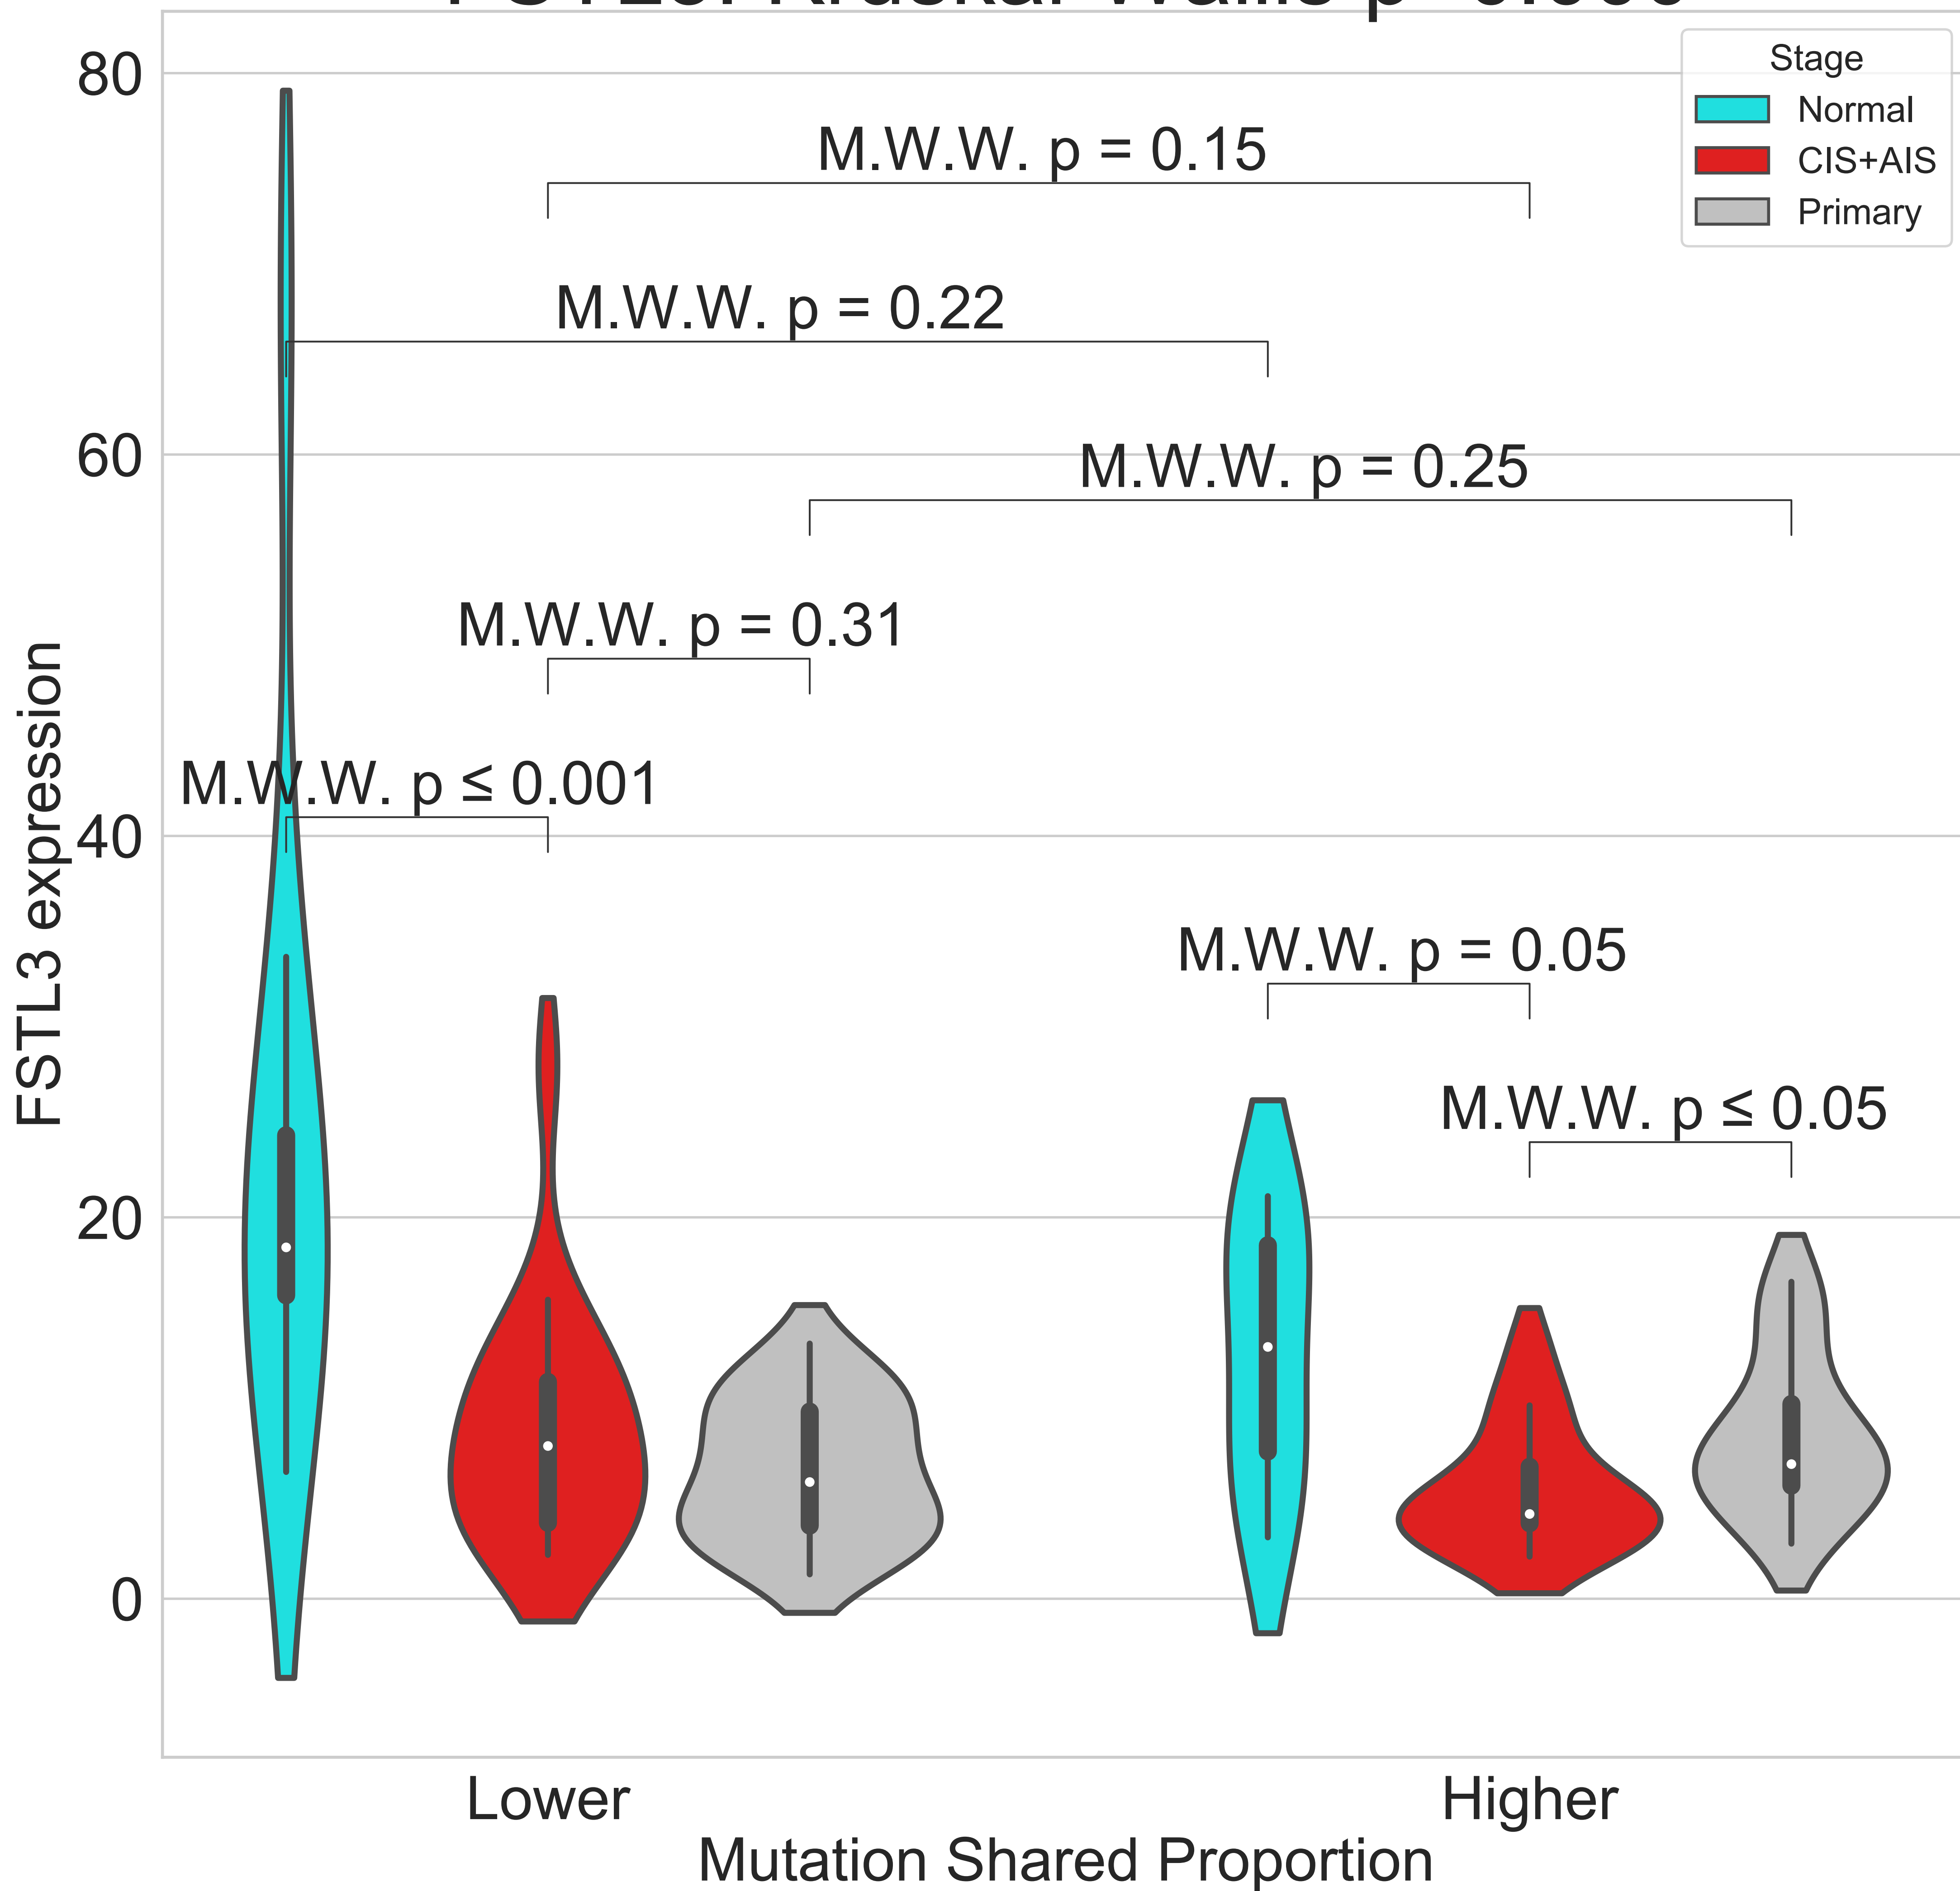 Stage
Normal
CIS+AIS
Primary
80
60
40
20
0
FSTL3 expression
M.W.W. p = 0.15
M.W.W. p = 0.22
M.W.W. p = 0.25
M.W.W. p = 0.31
M.W.W. p ≤ 0.001
M.W.W. p = 0.05
M.W.W. p ≤ 0.05
Lower
Higher
Mutation Shared Proportion